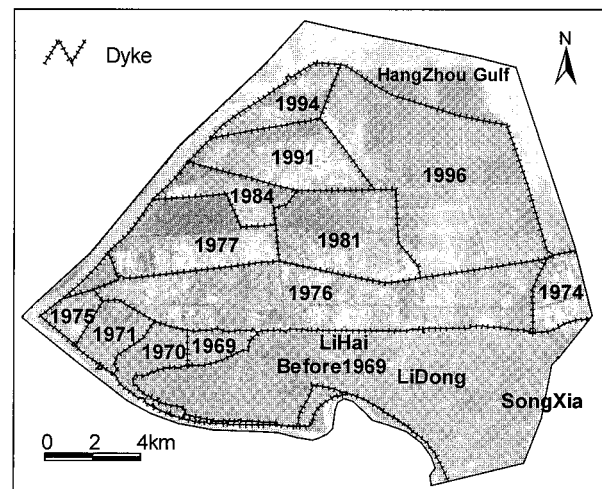 Dyke
N
HangZhou Gulf
1994
1991
1996
1984
1977
1981
1976
1974
1975
1971
1970
1969
LiHai
Before1969
LiDong
SongXia
0 2 4km